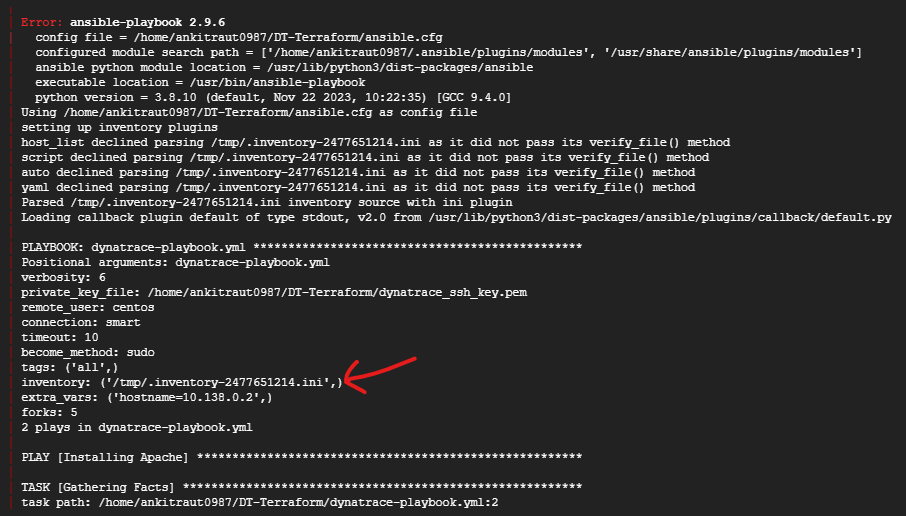 Error: ansible-playbook 2.9.6
config file = /home/ankitraut0987/DT-Terraform/ansible.cfg
configured module search path = ['/home/ankitraut0987/.ansible/plugins/modules', '/usr/share/ansible/plugins/modules']
ansible python module location = /usr/lib/python3/dist-packages/ansible
executable location = /usr/bin/ansible-playbook
python version = 3.8.10 (default, Nov 22 2023, 10:22:35) [GCC 9.4.0]
Using /home/ankitraut0987/DT-Terraform/ansible.cfg as config file
setting up inventory plugins
host_list declined parsing /tmp/.inventory-2477651214.ini as it did not pass its verify_file() method
script declined parsing /tmp/.inventory-2477651214.ini as it did not pass its verify_file() method
auto declined parsing /tmp/.inventory-2477651214.ini as it did not pass its verify_file() method
yaml declined parsing /tmp/.inventory-2477651214.ini as it did not pass its verify_file() method
Parsed /tmp/.inventory-2477651214.ini inventory source with ini plugin
Loading callback plugin default of type stdout, v2.0 from /usr/lib/python3/dist-packages/ansible/plugins/callback/default.py
PLAYBOOK: dynatrace-playbook.yml ***********************************************
Positional arguments: dynatrace-playbook.yml
verbosity: 6
private_key_file: /home/ankitraut0987/DT-Terraform/dynatrace_ssh_key.pem
remote_user: centos
connection: smart
timeout: 10
become_method: sudo
tags: ('all',)
inventory: ('/tmp/.inventory-2477651214.ini',)
extra_vars: ('hostname=10.138.0.2',)
forks: 5
2 plays in dynatrace-playbook.yml
PLAY [Installing Apache] *******************************************************
TASK [Gathering Facts] *********************************************************
task path: /home/ankitraut0987/DT-Terraform/dynatrace-playbook.yml:2